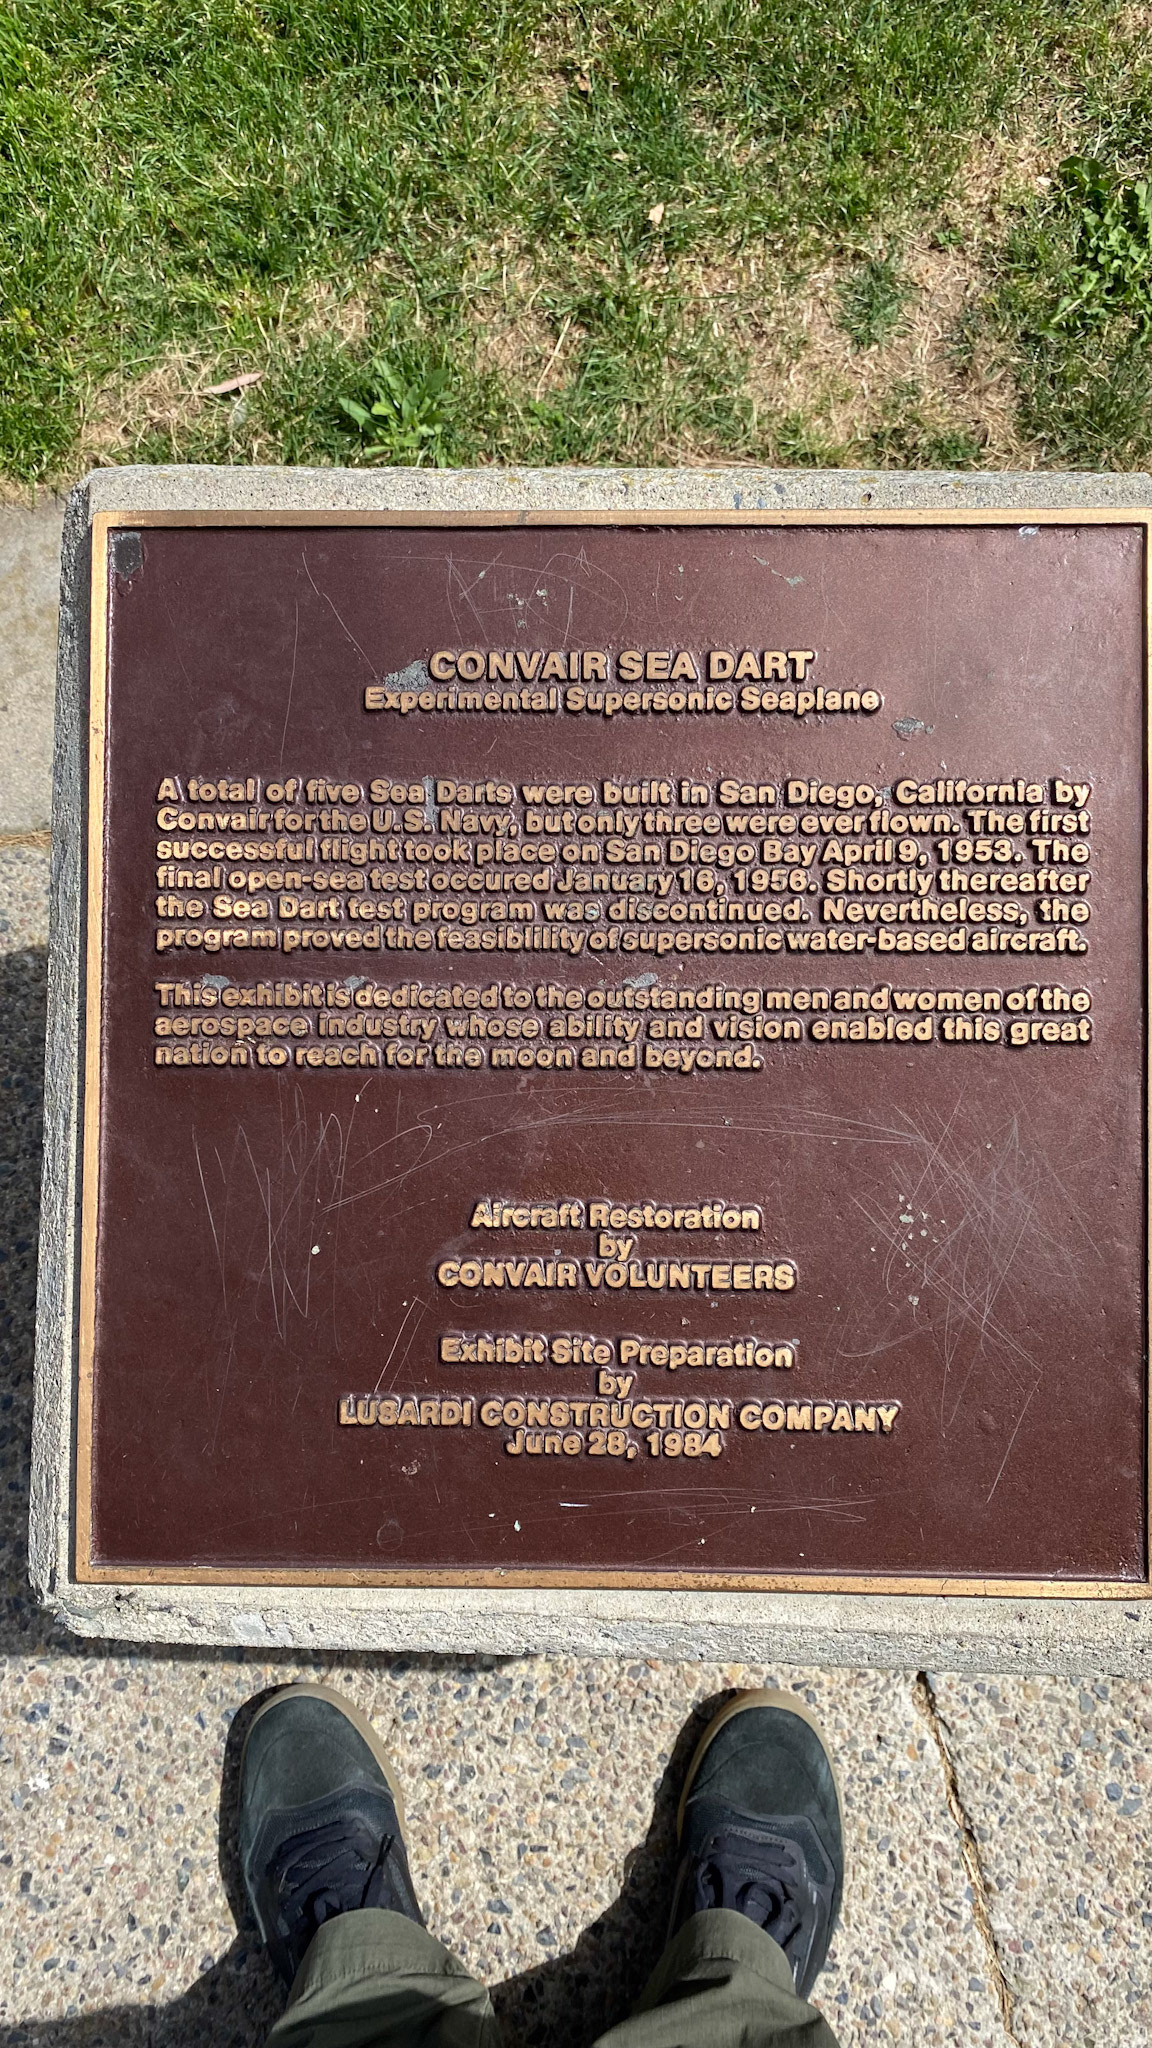 CONVAIR SEA DART
Experimental Supersonic Seaplane
A total of five Sea Darts were built in San Diego, California by
Convair for the U.S. Navy, but only three were ever flown. The first
successful flight took place on San Diego Bay April 9, 1953. The
final open-sea test occured January 16, 1956. Shortly thereafter
the Sea Dart test program was discontinued. Nevertheless, the
program proved the feasiblility of supersonic water-based aircraft.
This exhibit is dedicated to the outstanding men and women of the
aerospace industry whose ability and vision enabled this great
nation to reach for the moon and beyond.
Aircraft Restoration
by
CONVAIR VOLUNTEERS
Exhibit Site Preparation
by
LUSARDI CONSTRUCTION COMPANY
June 28, 1984